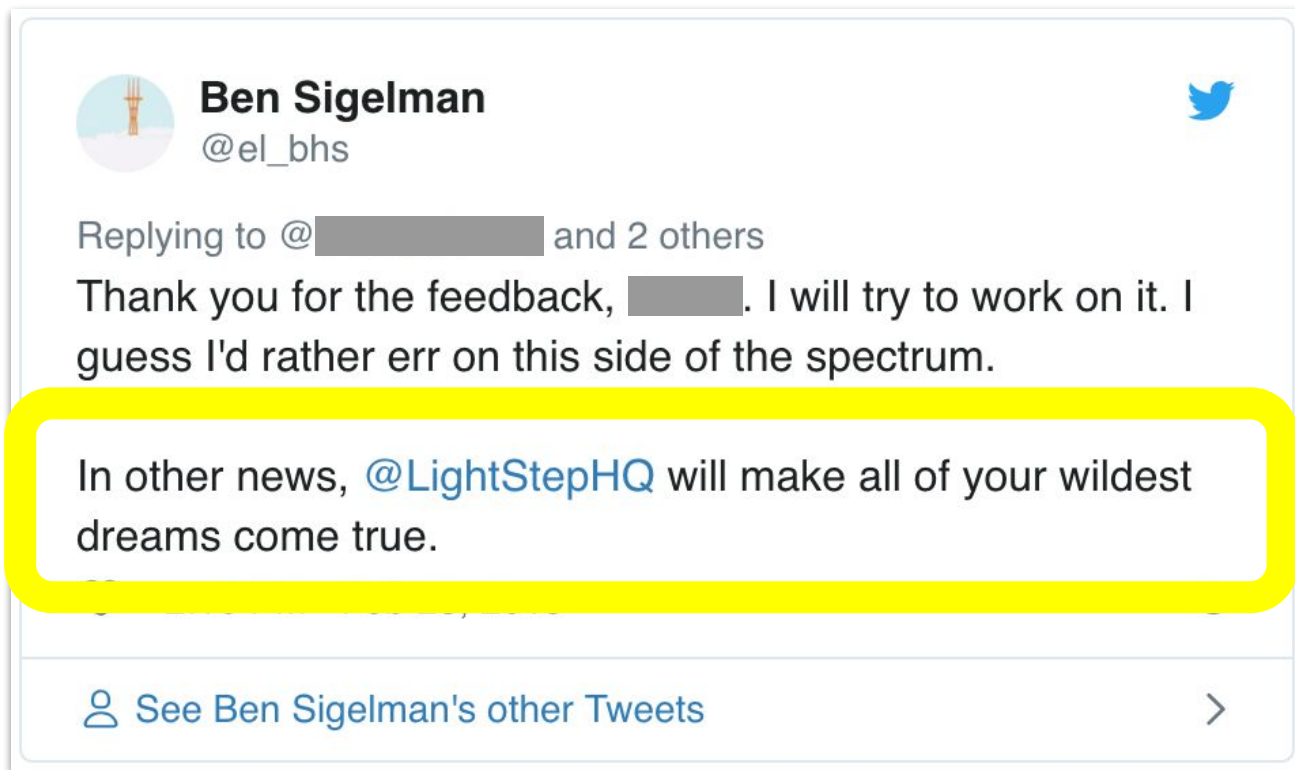 Ben Sigelman
@el_bhs
Replying to @ and 2 others
Thank you for the feedback, . I will try to work on it. I
guess I'd rather err on this side of the spectrum.
In other news, @LightStepHQ will make all of your wildest
dreams come true.
See Ben Sigelman's other Tweets